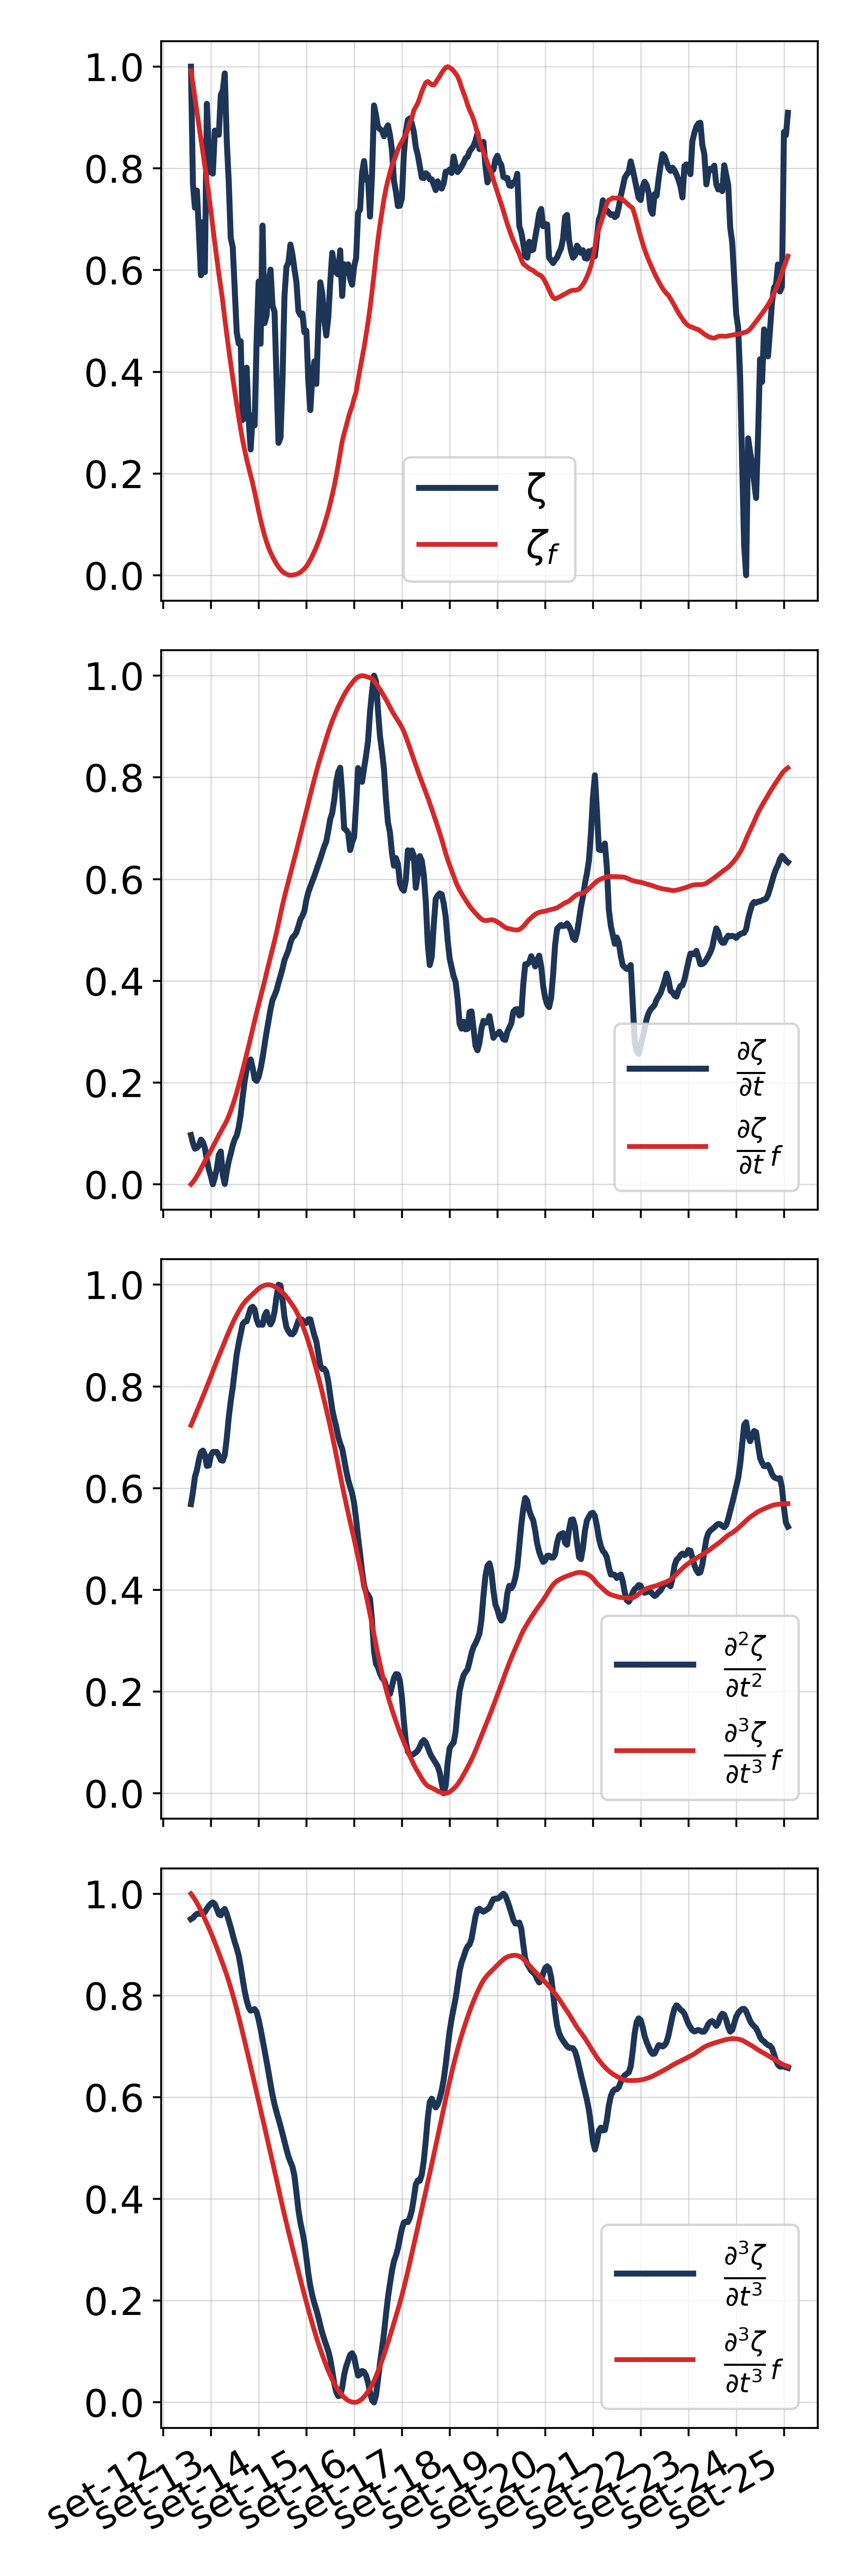 1.0
0.8
0.6
0.4
0.2
0.0
ζ
ζ_f
1.0
0.8
0.6
0.4
0.2
0.0
∂ζ/∂t
∂ζ/∂t f
1.0
0.8
0.6
0.4
0.2
0.0
∂²ζ/∂t²
∂³ζ/∂t³ f
1.0
0.8
0.6
0.4
0.2
0.0
∂³ζ/∂t³
∂³ζ/∂t³ f
set-12
set-13
set-14
set-15
set-16
set-17
set-18
set-19
set-20
set-21
set-22
set-23
set-24
set-25